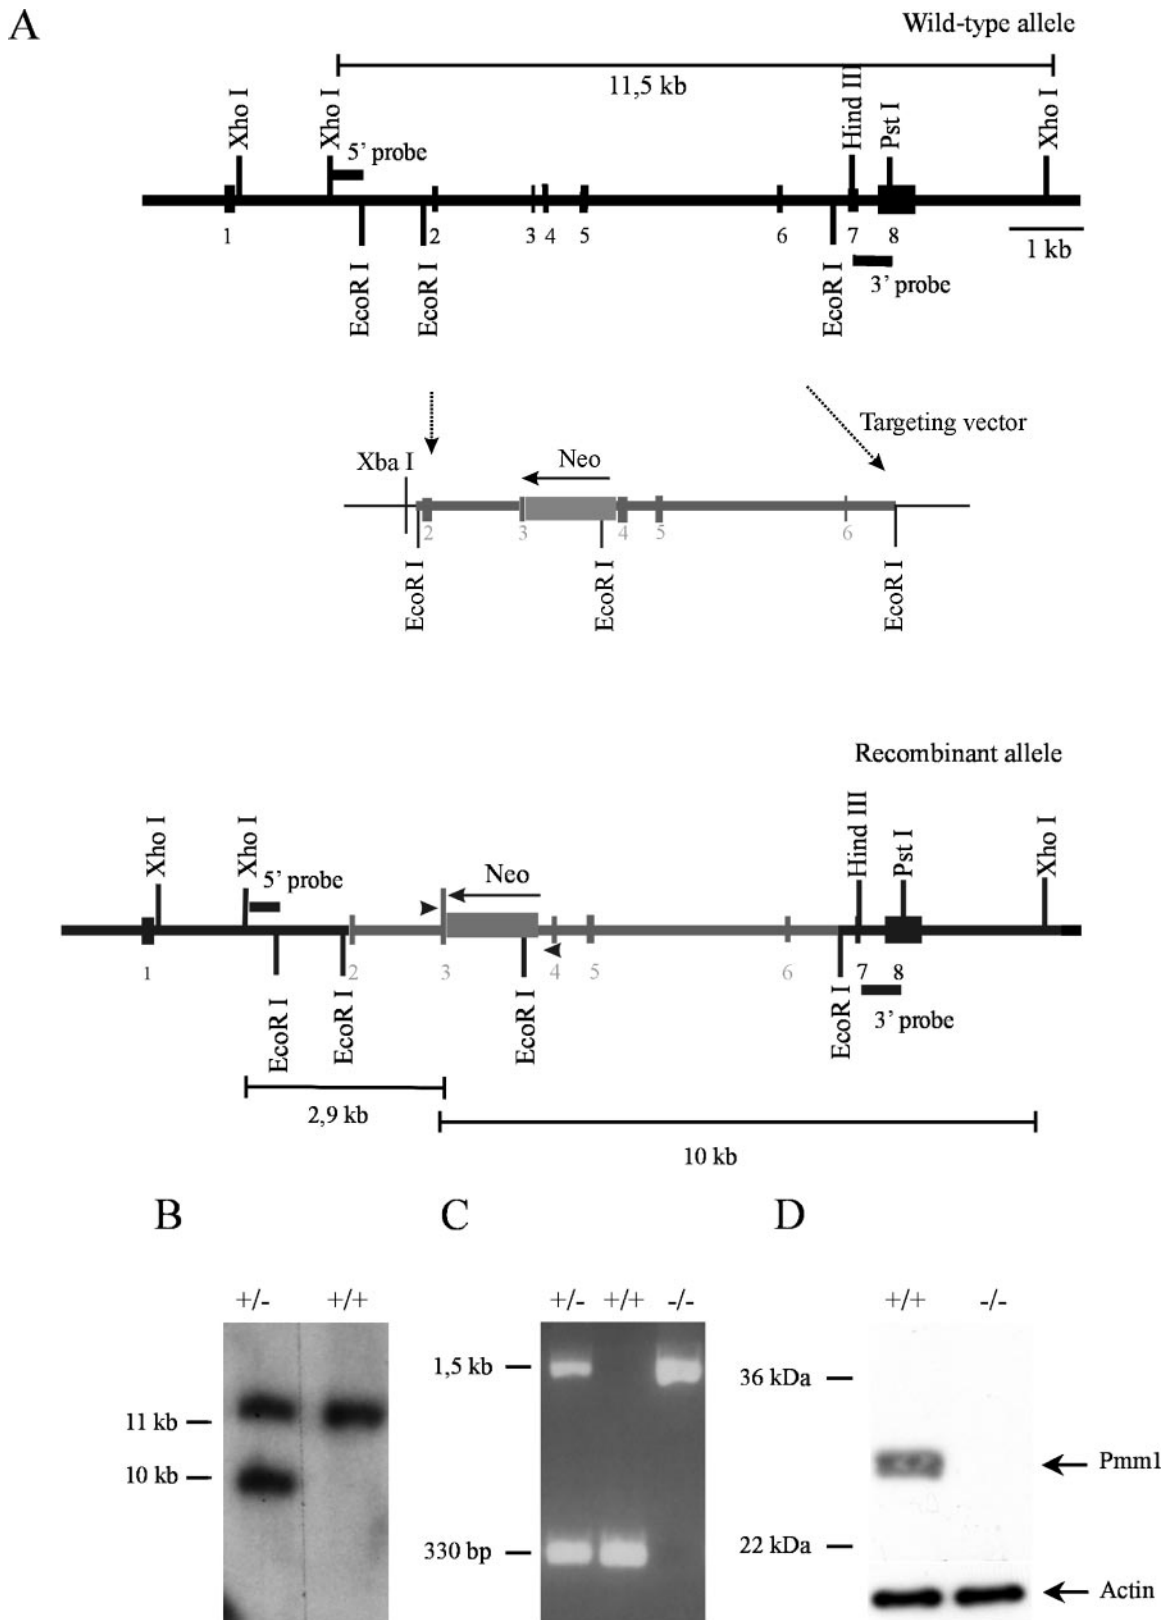 A
Wild-type allele
11,5 kb
Xho I
Xho I
5’ probe
Hind III
Pst I
Xho I
1
2
3
4
5
6
7
8
1 kb
3’ probe
EcoR I
EcoR I
EcoR I
Targeting vector
Xba I
Neo
2
3
4
5
6
EcoR I
EcoR I
EcoR I
Recombinant allele
Xho I
Xho I
5’ probe
Neo
Hind III
Pst I
Xho I
1
2
3
4
5
6
7
8
3’ probe
EcoR I
EcoR I
EcoR I
EcoR I
2,9 kb
10 kb
B
+/-
+/+
11 kb
10 kb
C
+/-
+/+
-/-
1,5 kb
330 bp
D
+/+
-/-
36 kDa
Pmm1
22 kDa
Actin